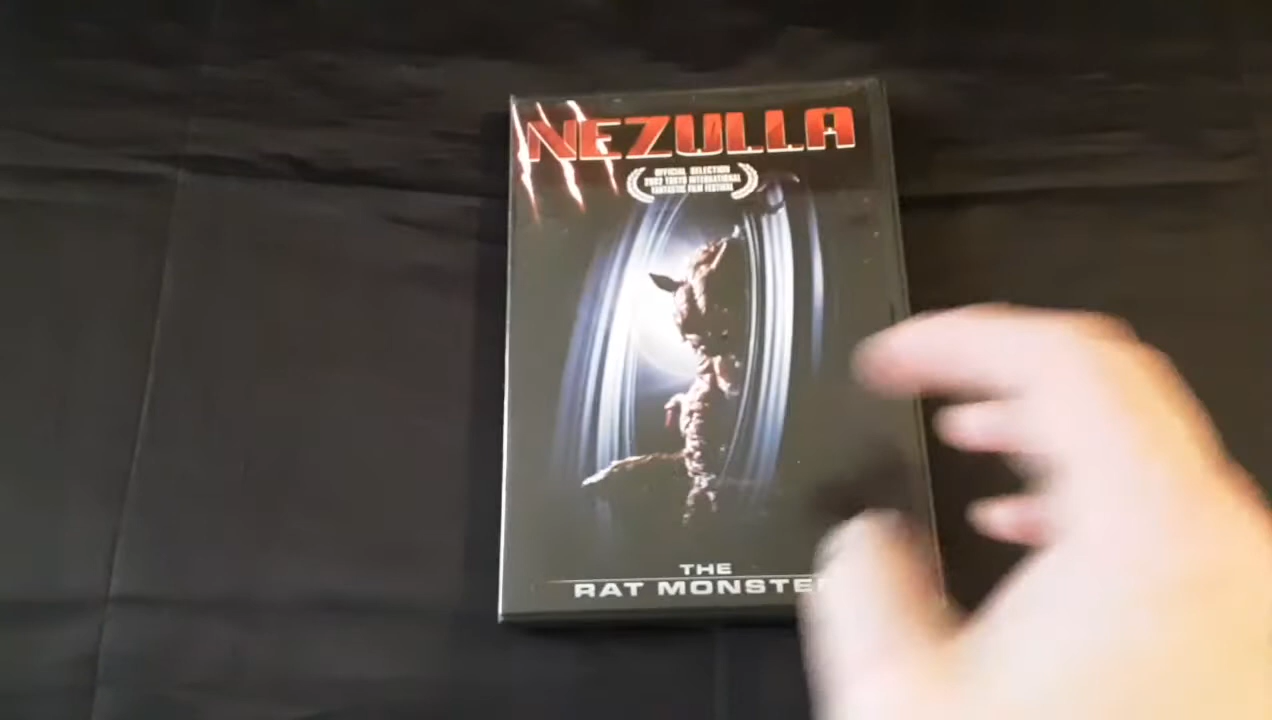 NEZULLA
OFFICIAL SELECTION
2002 TOKYO INTERNATIONAL
FANTASTIC FILM FESTIVAL
THE
RAT MONSTE